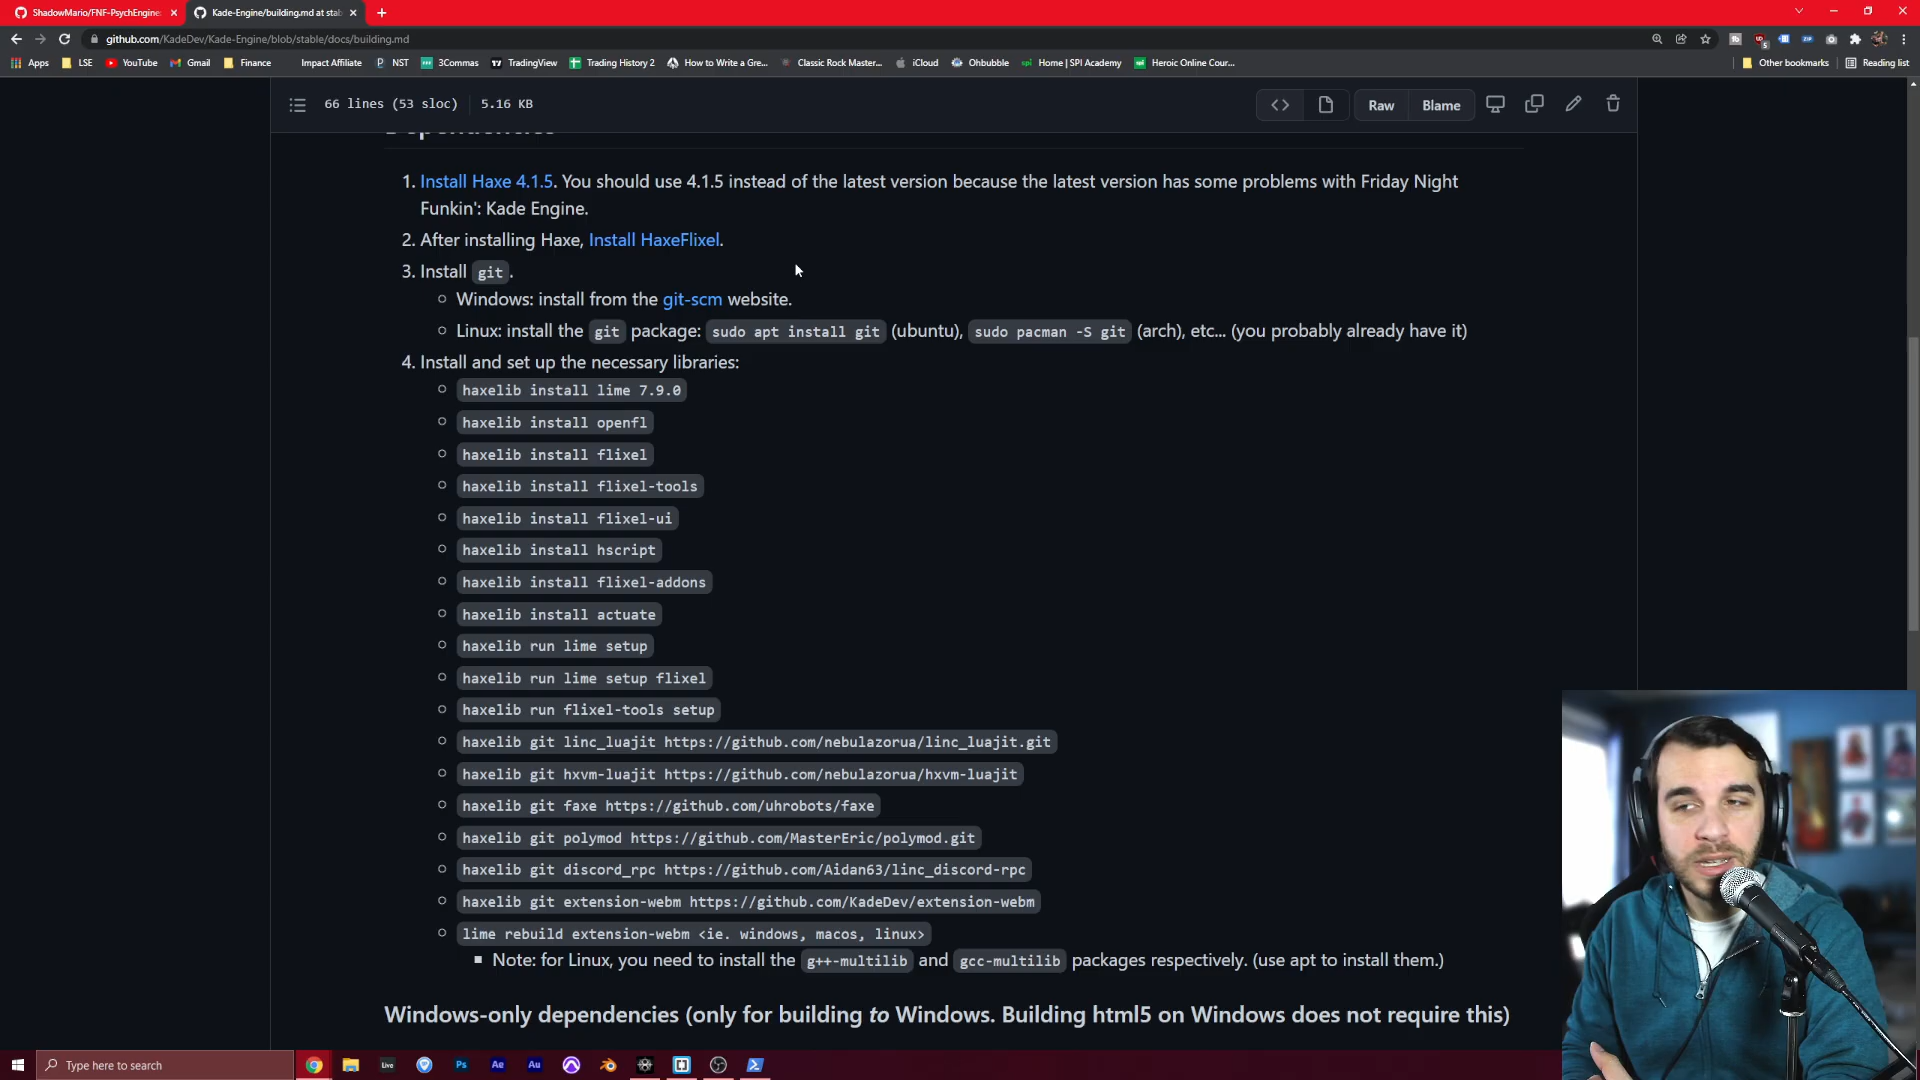 ShadowMario/FNF-PsychEngine:
Kade-Engine/building.md at stab
github.com/KadeDev/Kade-Engine/blob/stable/docs/building.md
Apps
LSE
YouTube
Gmail
Finance
Impact Affiliate
NST
3Commas
TradingView
Trading History 2
How to Write a Gre...
Classic Rock Master...
iCloud
Ohbubble
Home | SPI Academy
Heroic Online Cour...
Other bookmarks
Reading list
66 lines (53 sloc) 5.16 KB
Raw Blame
Dependencies
1. Install Haxe 4.1.5. You should use 4.1.5 instead of the latest version because the latest version has some problems with Friday Night
Funkin': Kade Engine.
2. After installing Haxe, Install HaxeFlixel.
3. Install git.
Windows: install from the git-scm website.
Linux: install the git package: sudo apt install git (ubuntu), sudo pacman -S git (arch), etc... (you probably already have it)
4. Install and set up the necessary libraries:
haxelib install lime 7.9.0
haxelib install openfl
haxelib install flixel
haxelib install flixel-tools
haxelib install flixel-ui
haxelib install hscript
haxelib install flixel-addons
haxelib install actuate
haxelib run lime setup
haxelib run lime setup flixel
haxelib run flixel-tools setup
haxelib git linc_luajit https://github.com/nebulazorua/linc_luajit.git
haxelib git hxvm-luajit https://github.com/nebulazorua/hxvm-luajit
haxelib git faxe https://github.com/uhrobots/faxe
haxelib git polymod https://github.com/MasterEric/polymod.git
haxelib git discord_rpc https://github.com/Aidan63/linc_discord-rpc
haxelib git extension-webm https://github.com/KadeDev/extension-webm
lime rebuild extension-webm <ie. windows, macos, linux>
Note: for Linux, you need to install the g++-multilib and gcc-multilib packages respectively. (use apt to install them.)
Windows-only dependencies (only for building to Windows. Building html5 on Windows does not require this)
Type here to search
Live
Ps
Ae
Au